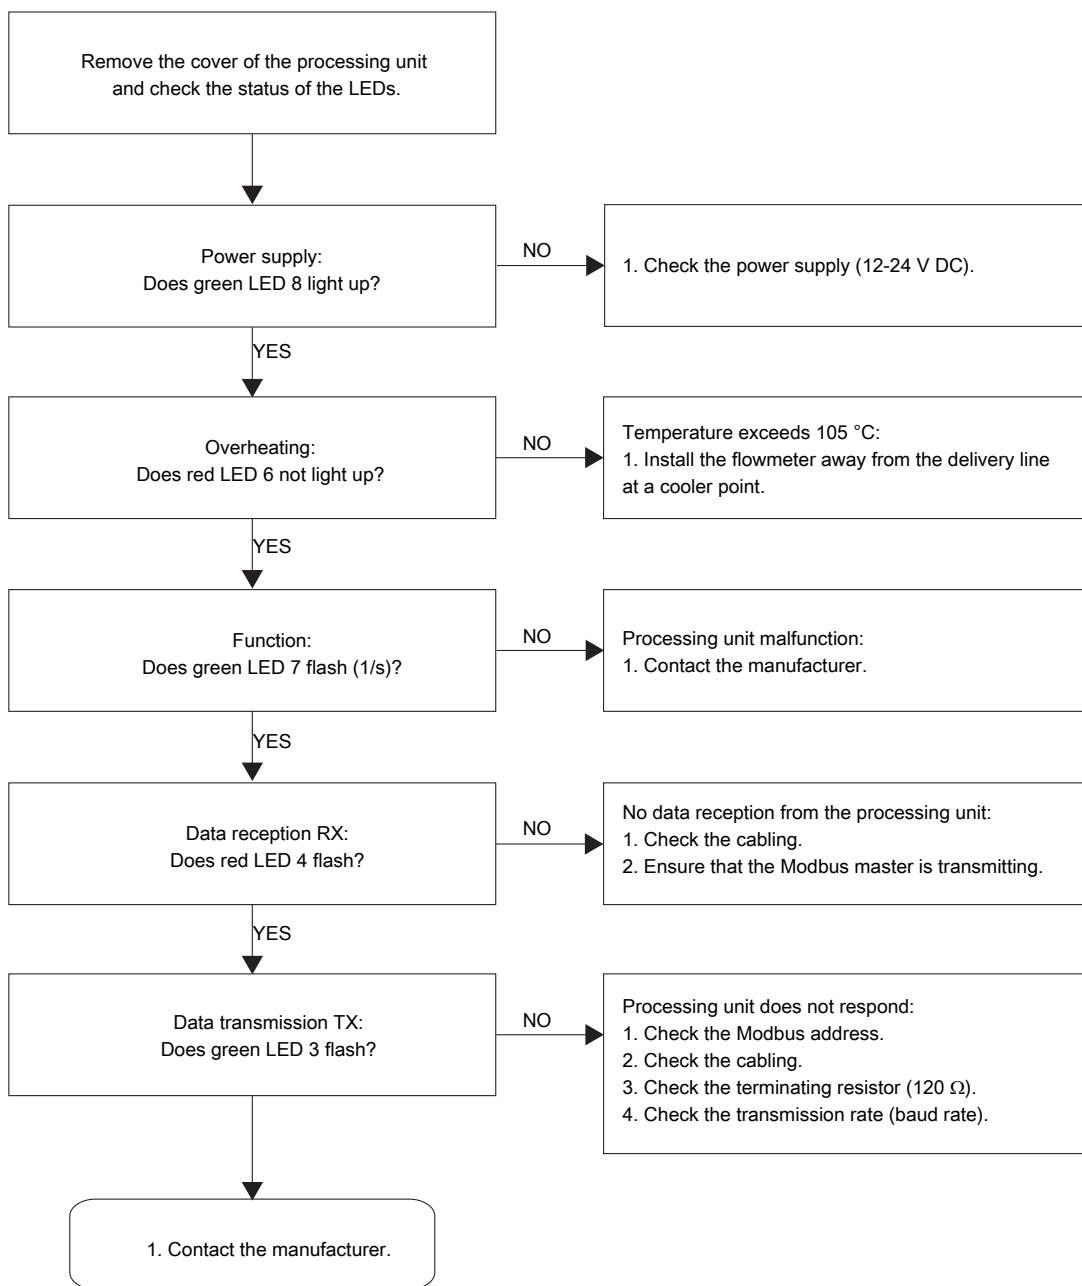 Remove the cover of the processing unit
and check the status of the LEDs.
Power supply:
Does green LED 8 light up?
NO
1. Check the power supply (12-24 V DC).
YES
Overheating:
Does red LED 6 not light up?
NO
Temperature exceeds 105 °C:
1. Install the flowmeter away from the delivery line
at a cooler point.
YES
Function:
Does green LED 7 flash (1/s)?
NO
Processing unit malfunction:
1. Contact the manufacturer.
YES
Data reception RX:
Does red LED 4 flash?
NO
No data reception from the processing unit:
1. Check the cabling.
2. Ensure that the Modbus master is transmitting.
YES
Data transmission TX:
Does green LED 3 flash?
NO
Processing unit does not respond:
1. Check the Modbus address.
2. Check the cabling.
3. Check the terminating resistor (120 Ω).
4. Check the transmission rate (baud rate).
1. Contact the manufacturer.